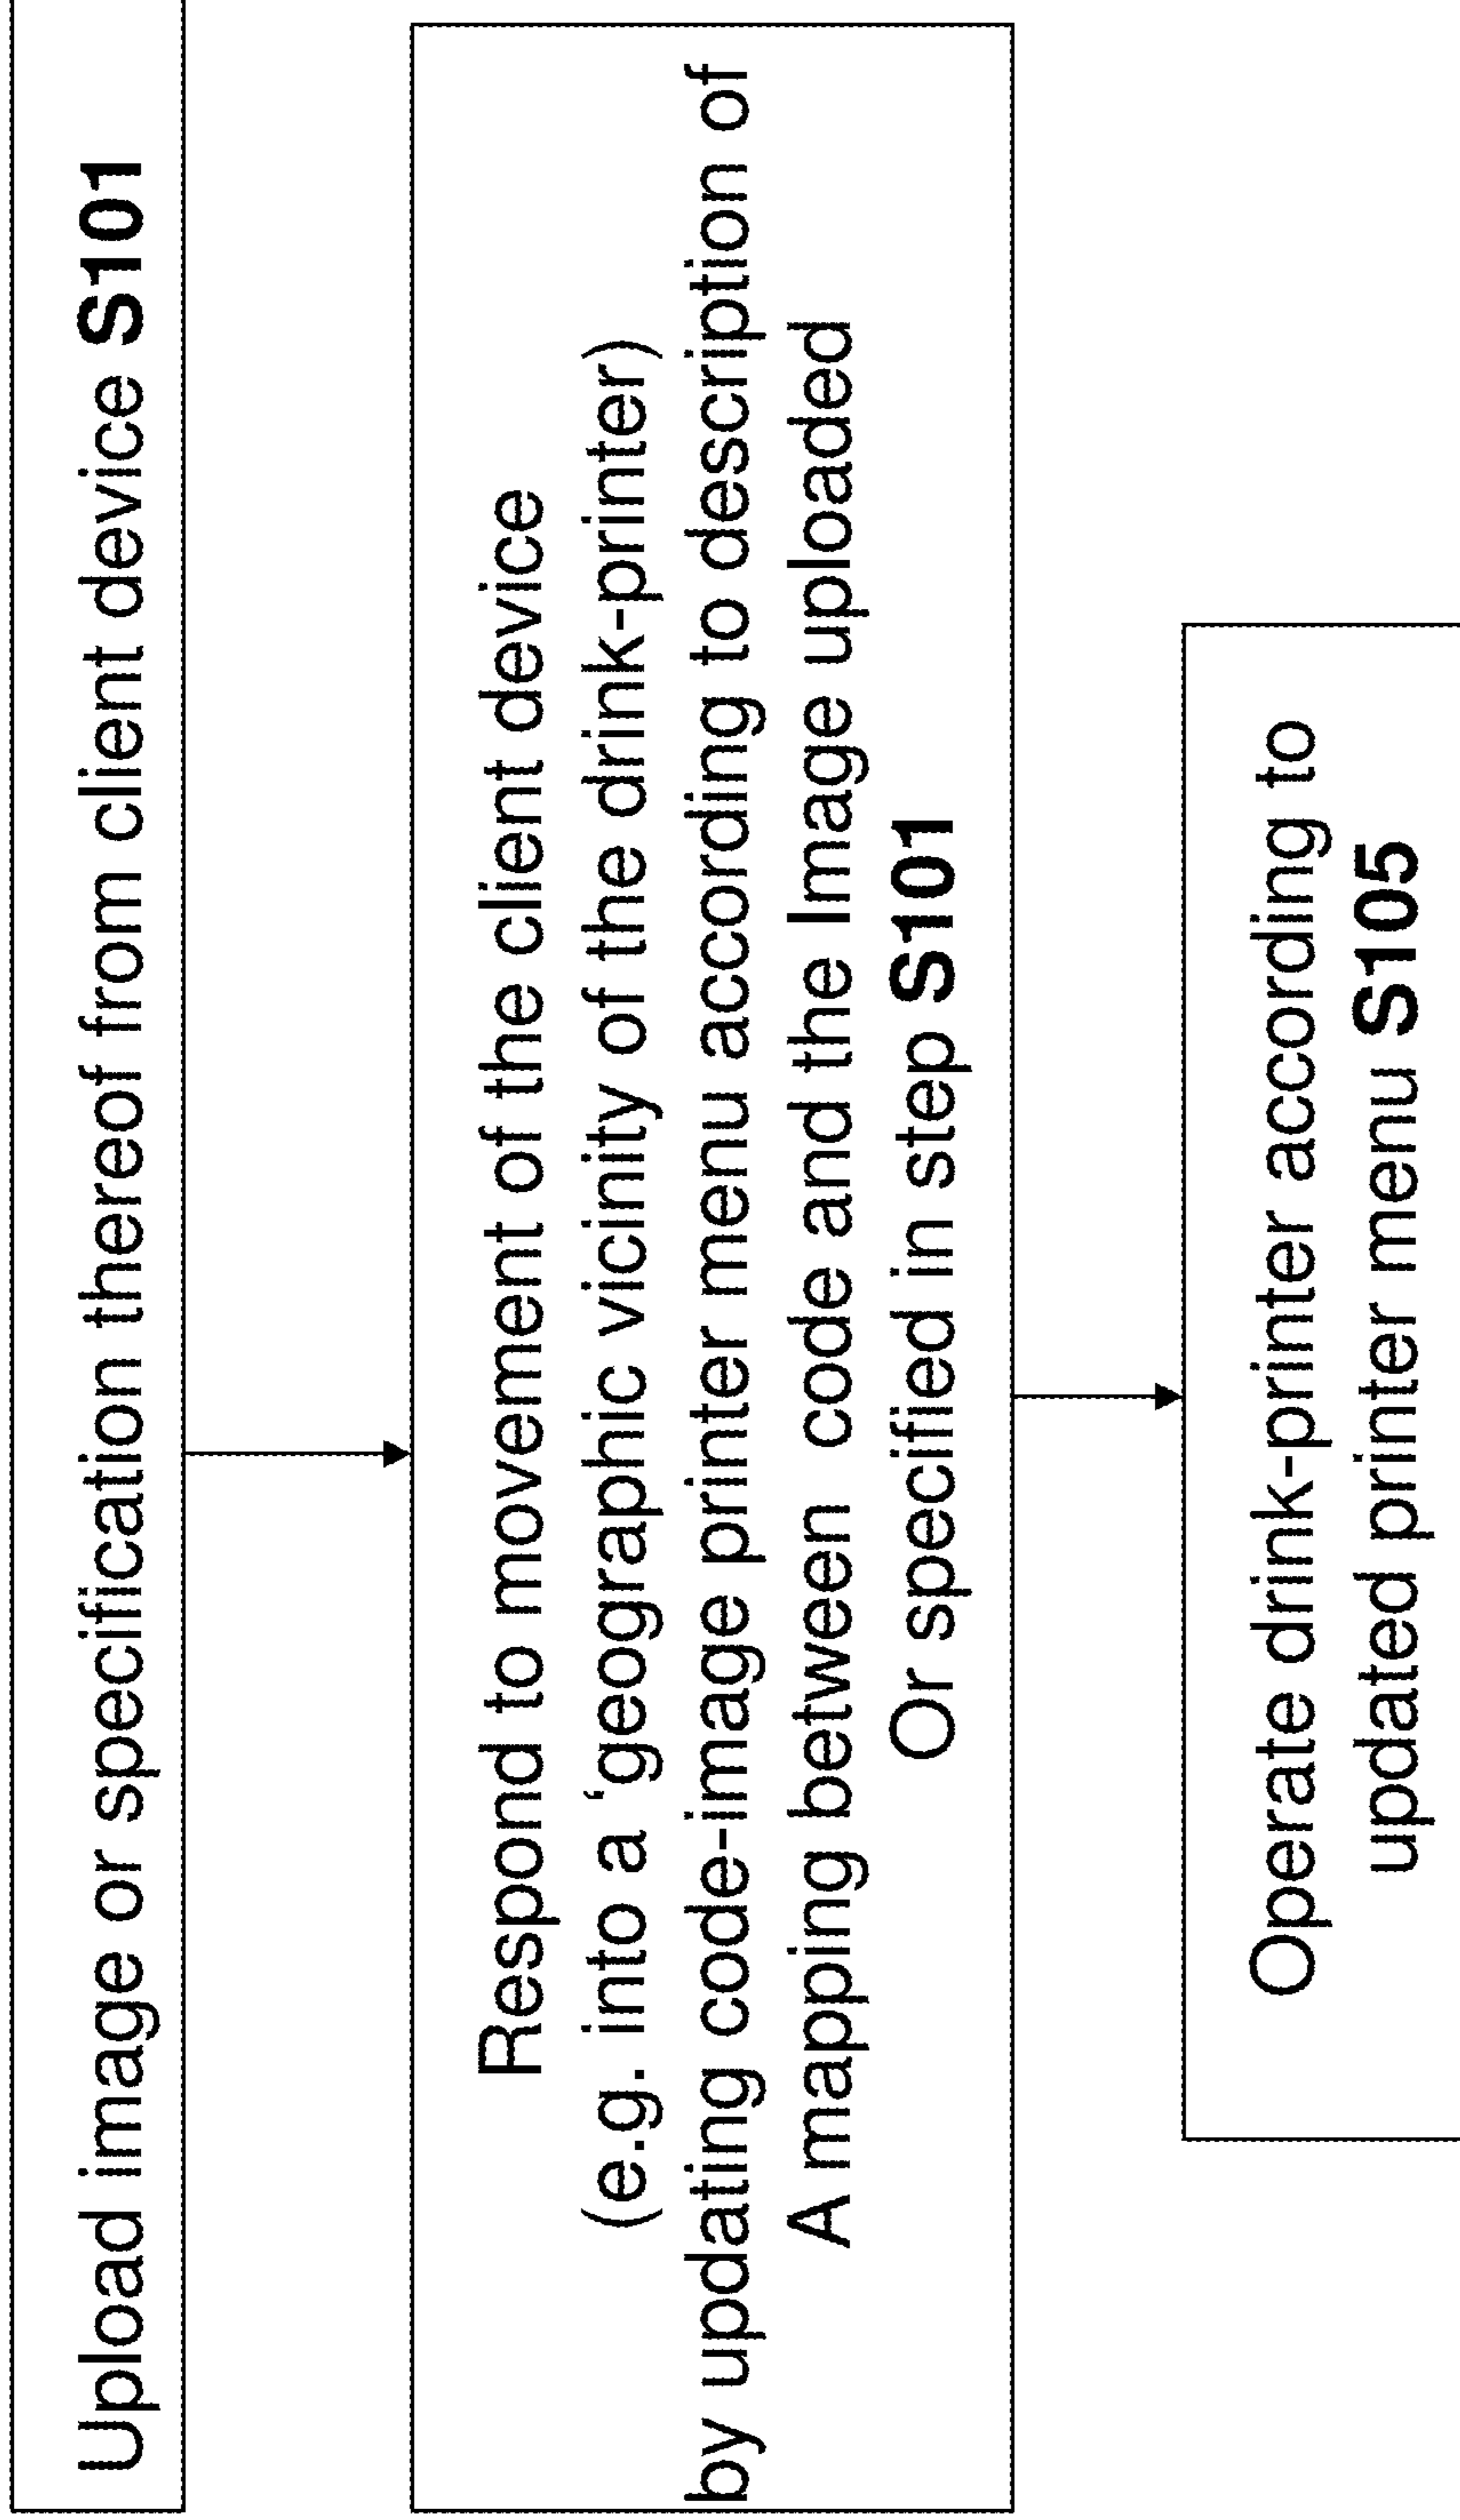 Upload image or specification thereof from client device S101
Respond to movement of the client device
(e.g. into a ‘geographic vicinity of the drink-printer)
by updating code-image printer menu according to description of
A mapping between code and the Image uploaded
Or specified in step S101
Operate drink-printer according to
updated printer menu S105